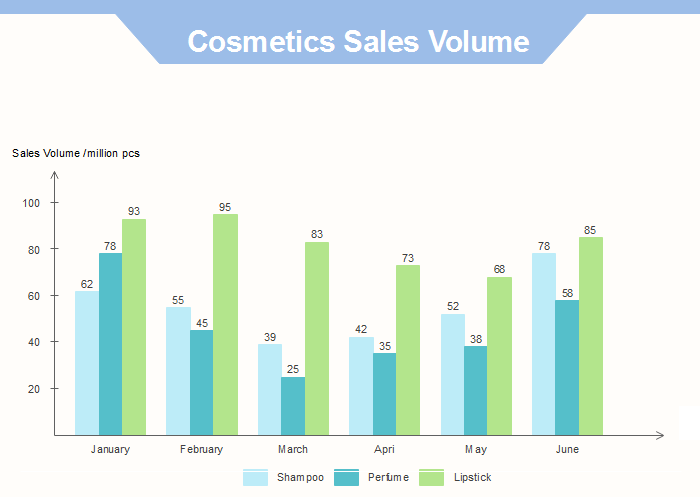 Cosmetics Sales Volume
Sales Volume /million pcs
100
80
60
40
20
62
78
93
55
45
95
39
25
83
42
35
73
52
38
68
78
58
85
January
February
March
Apri
May
June
Shampoo
Perfume
Lipstick